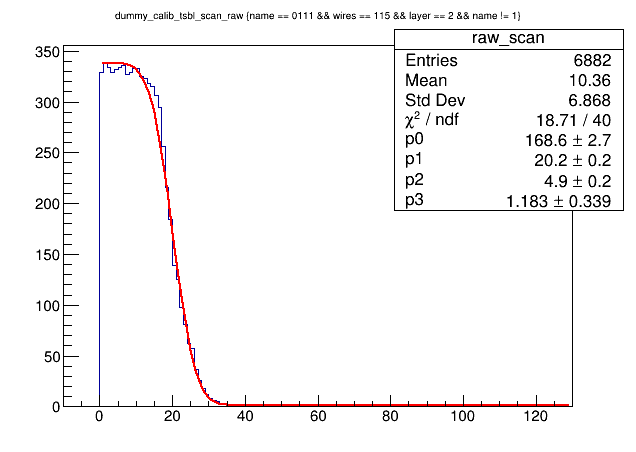 dummy_calib_tsbl_scan_raw {name == 0111 && wires == 115 && layer == 2 && name != 1}
raw_scan
Entries 6882
Mean 10.36
Std Dev 6.868
χ² / ndf 18.71 / 40
p0 168.6 ± 2.7
p1 20.2 ± 0.2
p2 4.9 ± 0.2
p3 1.183 ± 0.339
350
300
250
200
150
100
50
0
0 20 40 60 80 100 120